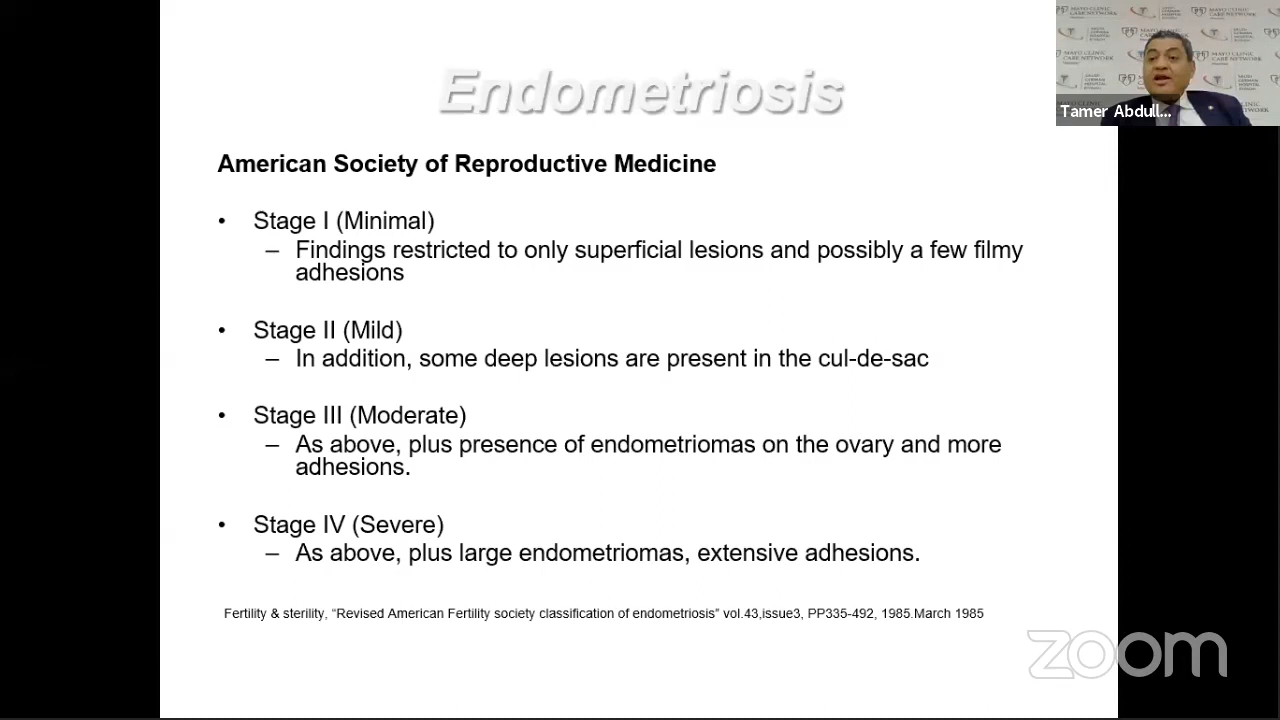 Endometriosis
American Society of Reproductive Medicine
• Stage I (Minimal)
– Findings restricted to only superficial lesions and possibly a few filmy
adhesions
• Stage II (Mild)
– In addition, some deep lesions are present in the cul-de-sac
• Stage III (Moderate)
– As above, plus presence of endometriomas on the ovary and more
adhesions.
• Stage IV (Severe)
– As above, plus large endometriomas, extensive adhesions.
Fertility & sterility, “Revised American Fertility society classification of endometriosis” vol.43,issue3, PP335-492, 1985.March 1985
MAYO CLINIC
CARE NETWORK
Tamer Abdull...
zoom